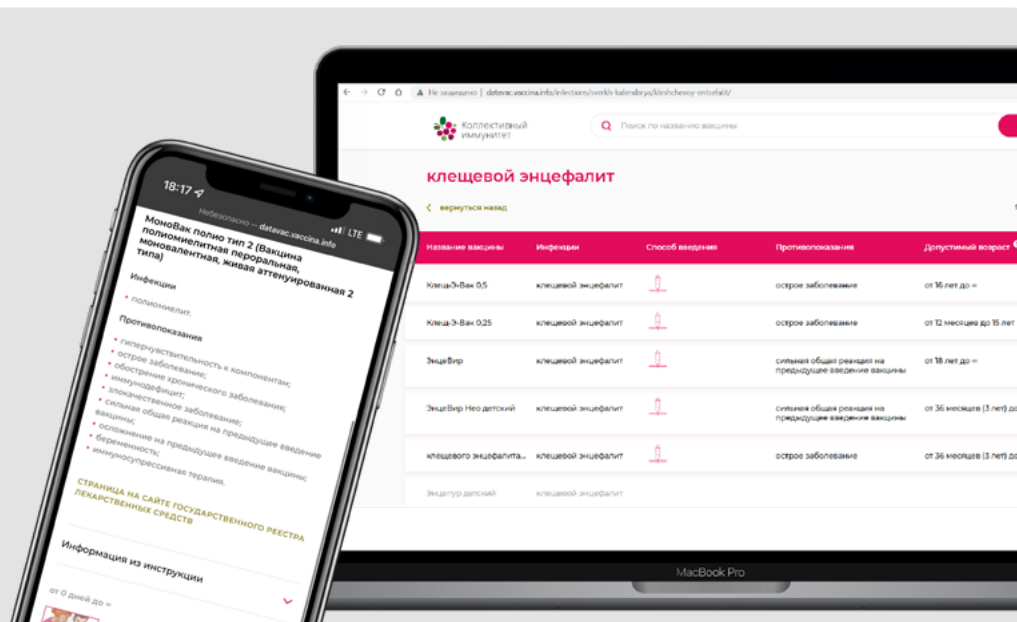 18:17
LTE
Небезопасно — datavac.vaccina.info
МоноВак полио тип 2 (Вакцина
полиомиелитная пероральная,
моновалентная, живая аттенуированная 2
типа)
Инфекции
• полиомиелит.
Противопоказания
• гиперчувствительность к компонентам;
• острое заболевание;
• обострение хронического заболевания;
• иммунодефицит;
• злокачественное заболевание;
• сильная общая реакция на предыдущее введение
вакцины;
• осложнение на предыдущее введение вакцины;
• беременность;
• иммуносупрессивная терапия.
СТРАНИЦА НА САЙТЕ ГОСУДАРСТВЕННОГО РЕЕСТРА
ЛЕКАРСТВЕННЫХ СРЕДСТВ
Информация из инструкции
от 0 дней до ∞
Не защищено | datavac.vaccina.info/infections/sverkh-kalendarya/kleshchevoy-entsefalit/
Коллективный
иммунитет
Поиск по названию вакцины
клещевой энцефалит
вернуться назад
Название вакцины Инфекции Способ введения Противопоказания Допустимый возраст
Клещ-Э-Вак 0,5 клещевой энцефалит острое заболевание от 16 лет до ∞
Клещ-Э-Вак 0,25 клещевой энцефалит острое заболевание от 12 месяцев до 15 лет
ЭнцеВир клещевой энцефалит сильная общая реакция на от 18 лет до ∞
предыдущее введение вакцины
ЭнцеВир Нео детский клещевой энцефалит сильная общая реакция на от 36 месяцев (3 лет) до
предыдущее введение вакцины
клещевого энцефалита... клещевой энцефалит острое заболевание от 36 месяцев (3 лет) до
Энцепур детский клещевой энцефалит
MacBook Pro